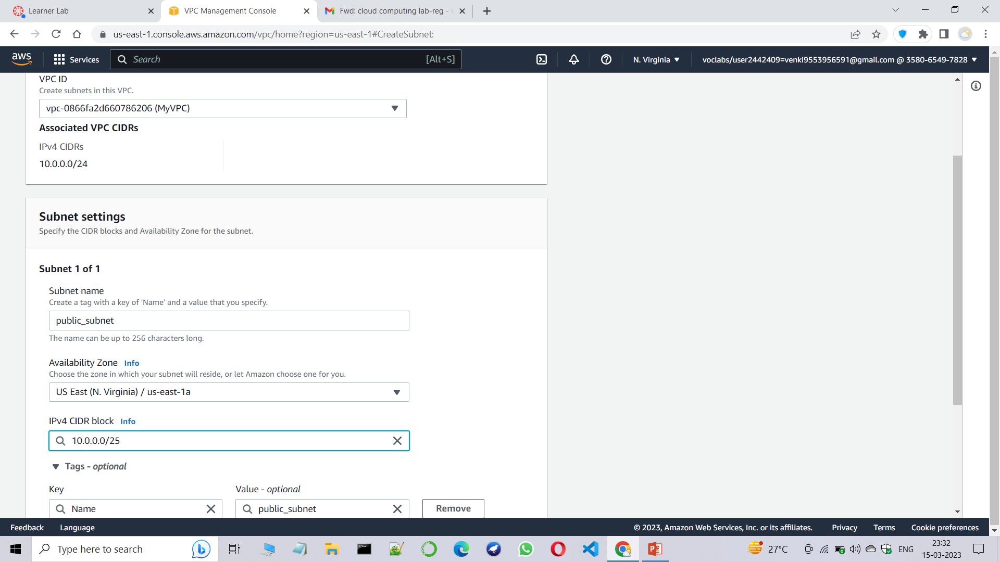 Learner Lab
VPC Management Console
Fwd: cloud computing lab-reg -
us-east-1.console.aws.amazon.com/vpc/home?region=us-east-1#CreateSubnet:
aws
Services
Search
[Alt+S]
N. Virginia
voclabs/user2442409=venki9553956591@gmail.com @ 3580-6549-7828
VPC ID
Create subnets in this VPC.
vpc-0866fa2d660786206 (MyVPC)
Associated VPC CIDRs
IPv4 CIDRs
10.0.0.0/24
Subnet settings
Specify the CIDR blocks and Availability Zone for the subnet.
Subnet 1 of 1
Subnet name
Create a tag with a key of 'Name' and a value that you specify.
public_subnet
The name can be up to 256 characters long.
Availability Zone Info
Choose the zone in which your subnet will reside, or let Amazon choose one for you.
US East (N. Virginia) / us-east-1a
IPv4 CIDR block Info
10.0.0.0/25
Tags - optional
Key
Value - optional
Name
public_subnet
Remove
Feedback
Language
© 2023, Amazon Web Services, Inc. or its affiliates.
Privacy
Terms
Cookie preferences
Type here to search
27°C
ENG
23:32
15-03-2023